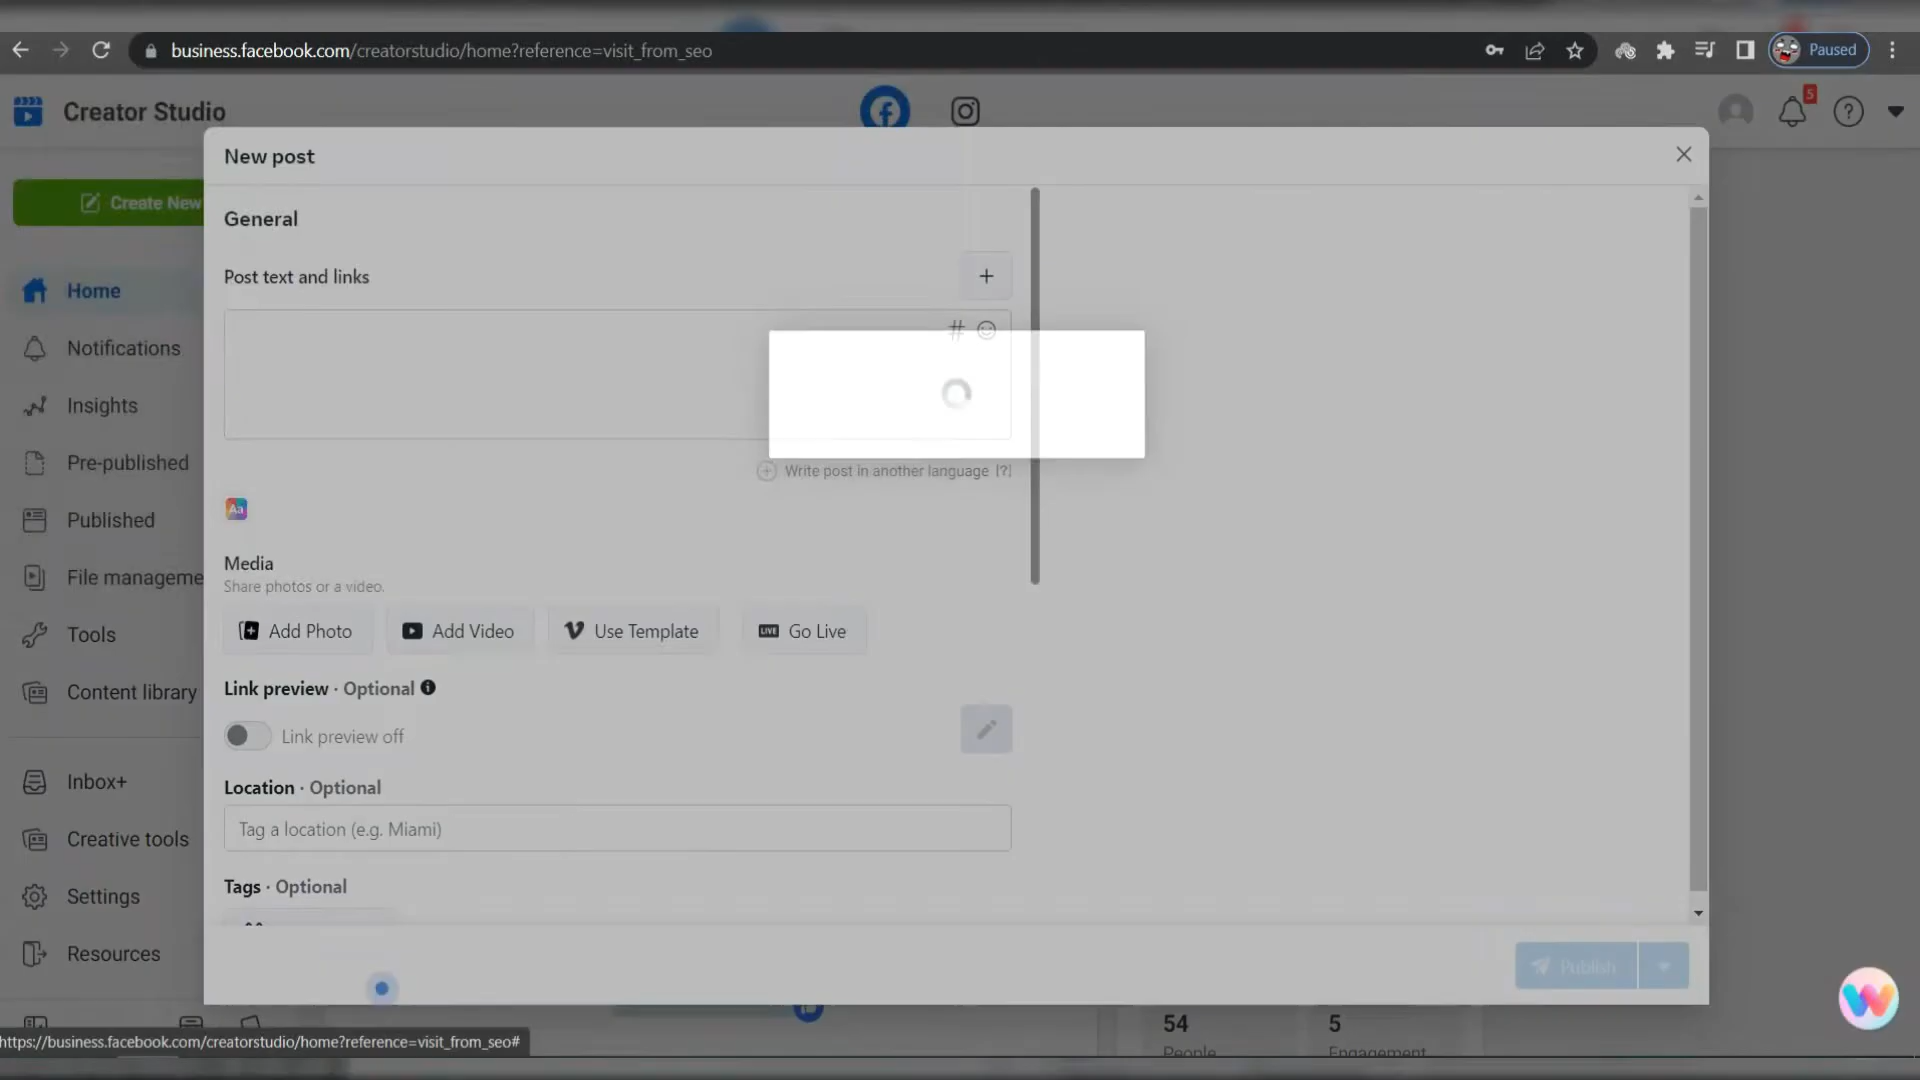 business.facebook.com/creatorstudio/home?reference=visit_from_seo
Paused
Creator Studio
5
New post
Create New
General
Post text and links
Home
Notifications
Insights
Write post in another language [?]
Pre-published
Aa
Published
Media
Share photos or a video.
File manageme
Add Photo
Add Video
Use Template
LIVE
Go Live
Tools
Link preview · Optional
Content library
Link preview off
Inbox+
Location · Optional
Tag a location (e.g. Miami)
Creative tools
Tags · Optional
Settings
Resources
Publish
54
5
People
Engagement
https://business.facebook.com/creatorstudio/home?reference=visit_from_seo#